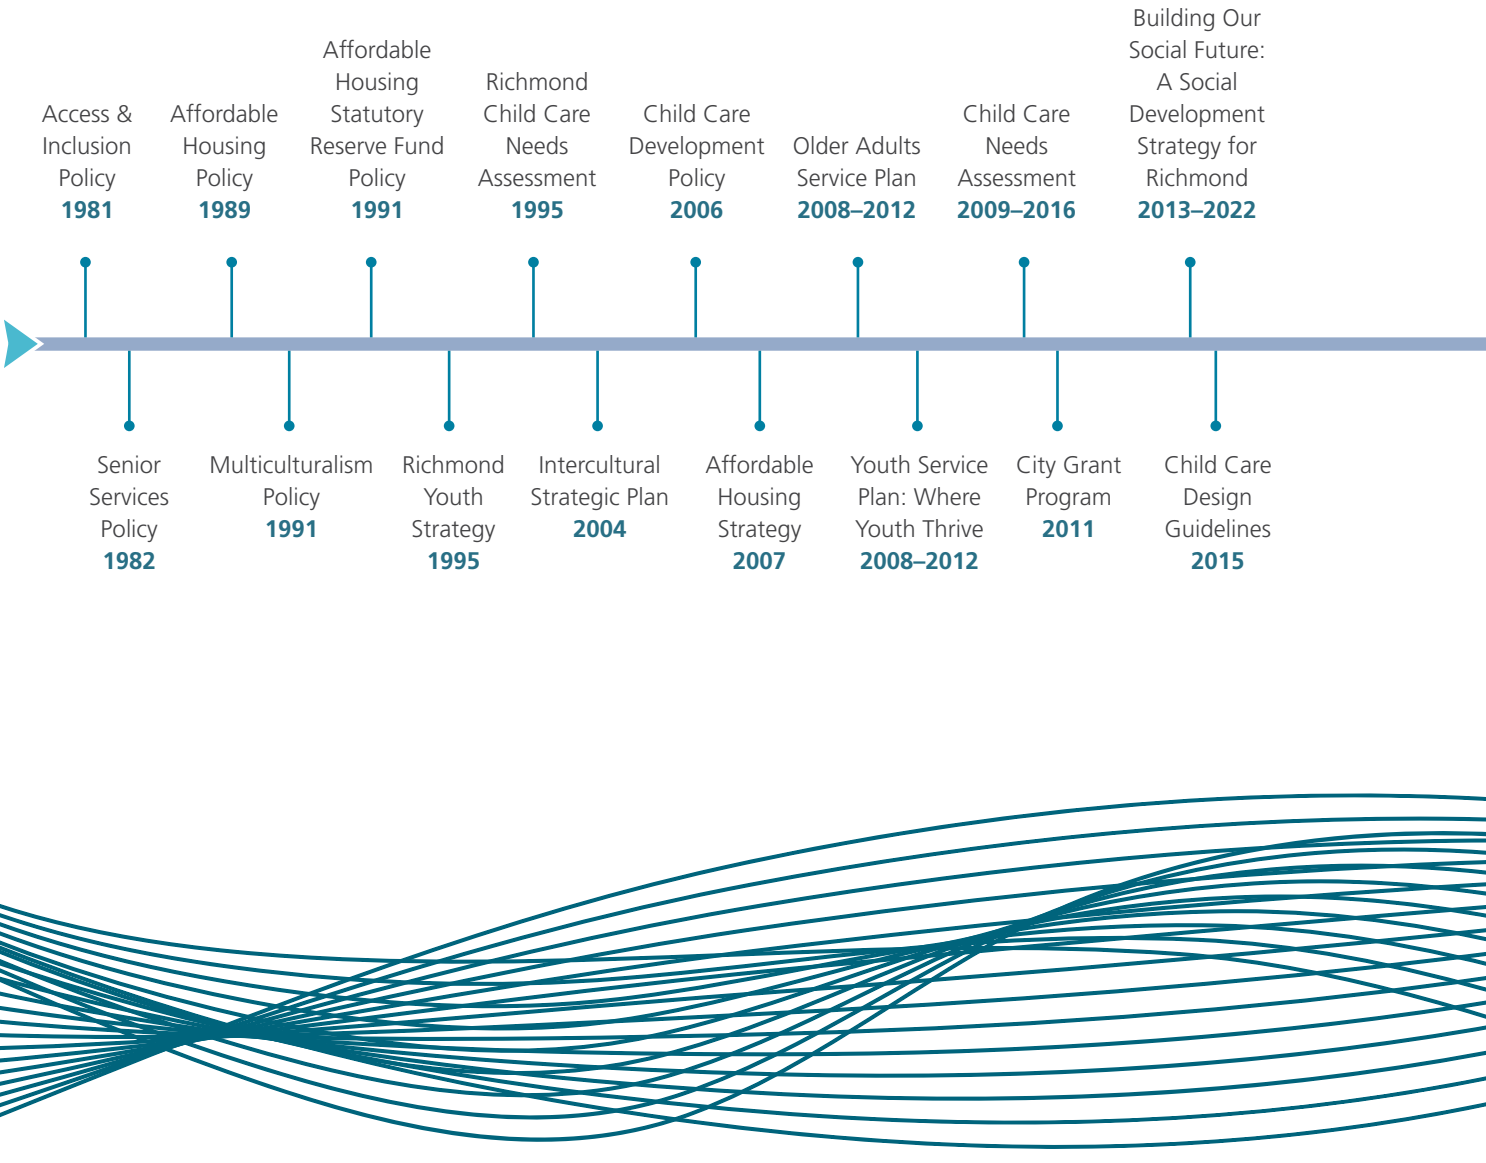 Access &
Inclusion
Policy
1981
Affordable
Housing
Policy
1989
Affordable
Housing
Statutory
Reserve Fund
Policy
1991
Richmond
Child Care
Needs
Assessment
1995
Child Care
Development
Policy
2006
Older Adults
Service Plan
2008–2012
Child Care
Needs
Assessment
2009–2016
Building Our
Social Future:
A Social
Development
Strategy for
Richmond
2013–2022
Senior
Services
Policy
1982
Multiculturalism
Policy
1991
Richmond
Youth
Strategy
1995
Intercultural
Strategic Plan
2004
Affordable
Housing
Strategy
2007
Youth Service
Plan: Where
Youth Thrive
2008–2012
City Grant
Program
2011
Child Care
Design
Guidelines
2015